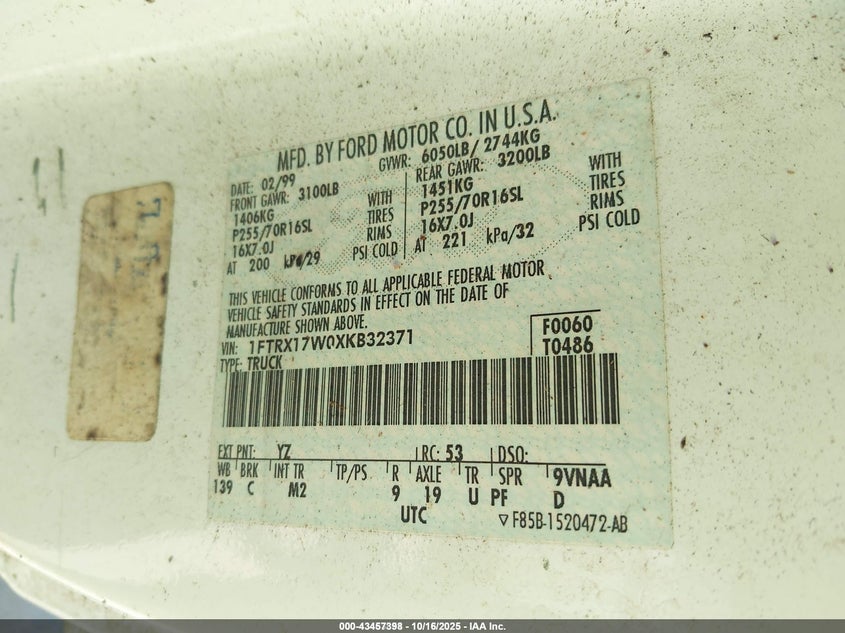 MFD. BY FORD MOTOR CO. IN U.S.A.
DATE: 02/99 GVWR: 6050LB/ 2744KG
FRONT GAWR: 3100LB REAR GAWR: 3200LB
1406KG WITH 1451KG WITH
P255/70R16SL TIRES P255/70R16SL TIRES
16X7.0J RIMS 16X7.0J RIMS
AT 200 kPa/29 PSI COLD AT 221 kPa/32 PSI COLD
THIS VEHICLE CONFORMS TO ALL APPLICABLE FEDERAL MOTOR
VEHICLE SAFETY STANDARDS IN EFFECT ON THE DATE OF
MANUFACTURE SHOWN ABOVE.
VIN: 1FTRX17W0XKB32371 F0060
TYPE: TRUCK T0486
EXT PNT: YZ RC: 53 DSO:
WB BRK INT TR TP/PS R AXLE TR SPR 9VNAA
139 C M2 9 19 U PF D
UTC ▽F85B-1520472-AB
000-43457398 - 10/16/2025 - IAA Inc.